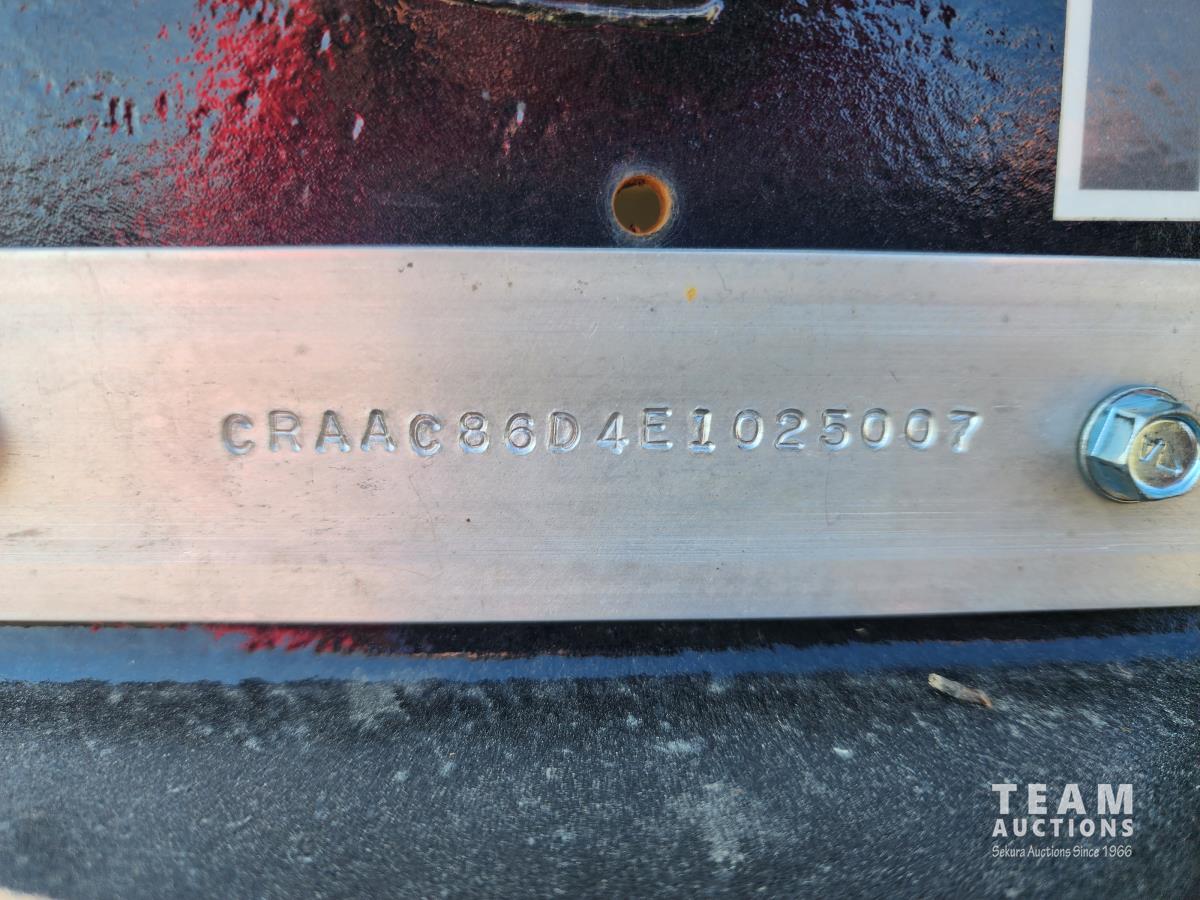 CRAAC86D4E1025007
TEAM
AUCTIONS
Sekura Auctions Since 1966